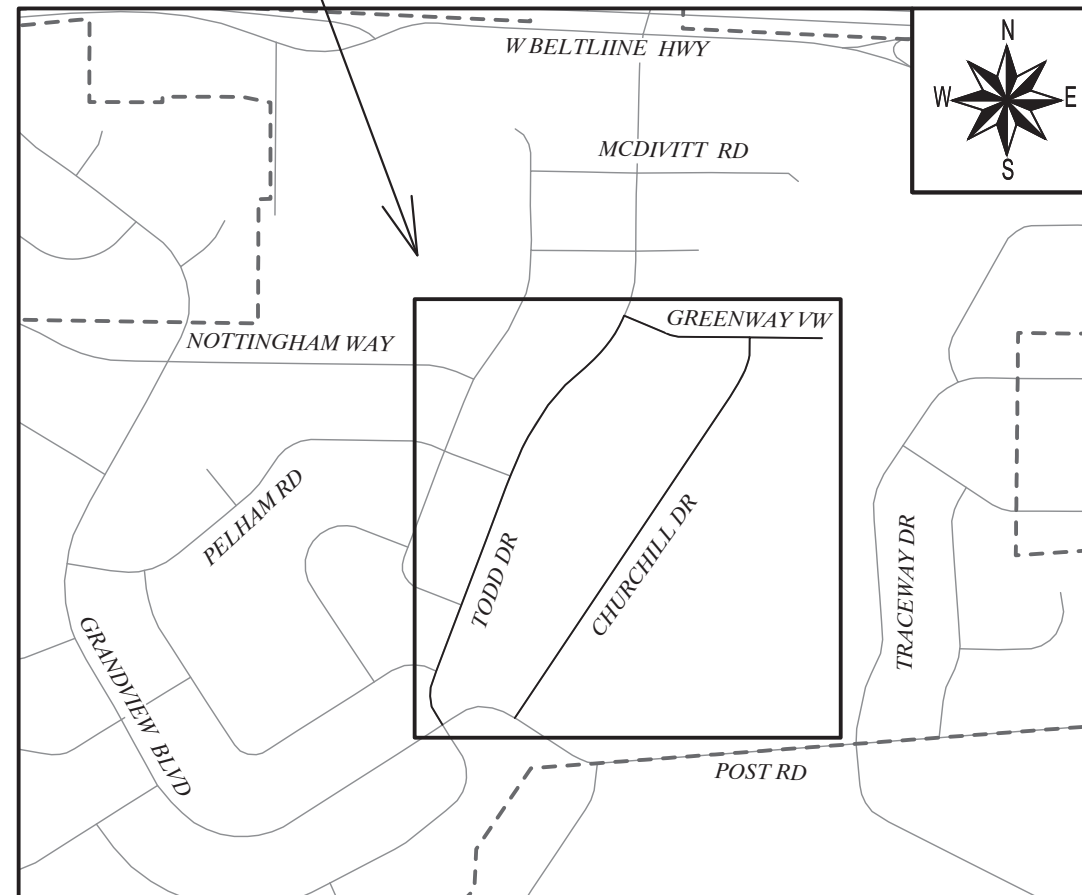 W BELTLIINE HWY
N
W E
S
MCDIVITT RD
GREENWAY VW
NOTTINGHAM WAY
PELHAM RD
TODD DR
CHURCHILL DR
TRACEWAY DR
GRANDVIEW BLVD
POST RD